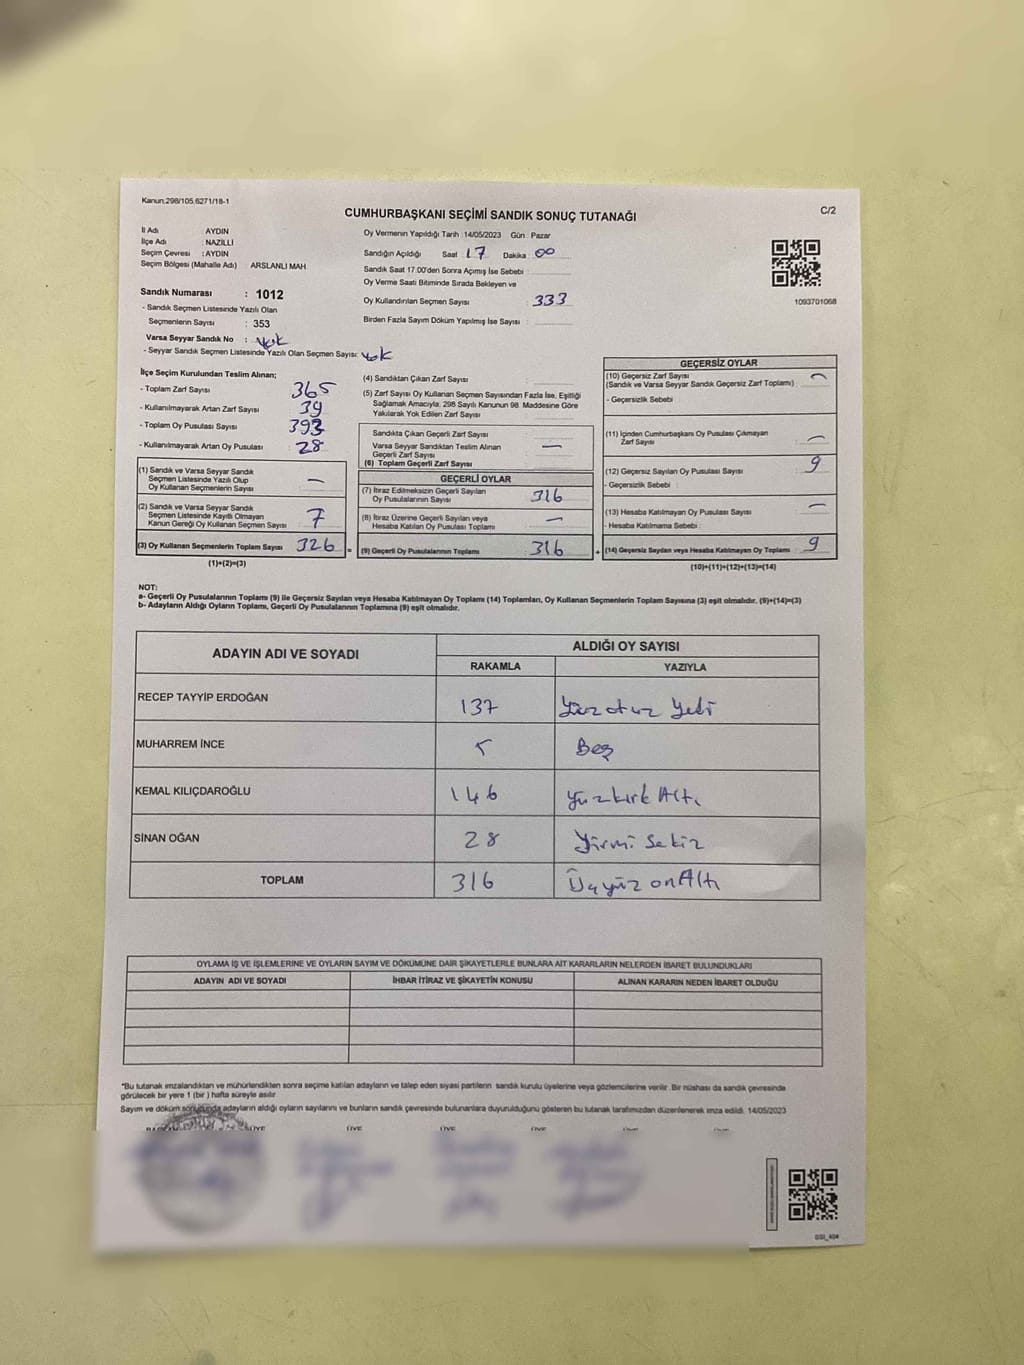 Kanun:298/105,6271/18-1
CUMHURBAŞKANI SEÇİMİ SANDIK SONUÇ TUTANAĞI
C/2
İl Adı : AYDIN
İlçe Adı : NAZİLLİ
Seçim Çevresi : AYDIN
Seçim Bölgesi (Mahalle Adı) : ARSLANLI MAH
Sandık Numarası : 1012
- Sandık Seçmen Listesinde Yazılı Olan
Seçmenlerin Sayısı : 353
Varsa Seyyar Sandık No : Yok
- Seyyar Sandık Seçmen Listesinde Yazılı Olan Seçmen Sayısı: Yok
Oy Vermenin Yapıldığı Tarih :14/05/2023 Gün : Pazar
Sandığın Açıldığı Saat : 17 Dakika : 00
Sandık Saat 17:00'den Sonra Açımış İse Sebebi :
Oy Verme Saati Bitiminde Sırada Bekleyen ve
Oy Kullandırılan Seçmen Sayısı 333
Birden Fazla Sayım Döküm Yapılmış İse Sayısı :
1093701068
İlçe Seçim Kurulundan Teslim Alınan;
- Toplam Zarf Sayısı 365
- Kullanılmayarak Artan Zarf Sayısı 39
- Toplam Oy Pusulası Sayısı 393
- Kullanılmayarak Artan Oy Pusulası 28
(1) Sandık ve Varsa Seyyar Sandık
Seçmen Listesinde Yazılı Olup
Oy Kullanan Seçmenlerin Sayısı —
(2) Sandık ve Varsa Seyyar Sandık
Seçmen Listesinde Kayıtlı Olmayan
Kanun Gereği Oy Kullanan Seçmen Sayısı 7
(3) Oy Kullanan Seçmenlerin Toplam Sayısı 326 =
(1)+(2)=(3)
(4) Sandıktan Çıkan Zarf Sayısı :
(5) Zarf Sayısı Oy Kullanan Seçmen Sayısından Fazla İse, Eşitliği
Sağlamak Amacıyla, 298 Sayılı Kanunun 98. Maddesine Göre
Yakılarak Yok Edilen Zarf Sayısı :
Sandıkta Çıkan Geçerli Zarf Sayısı
Varsa Seyyar Sandıktan Teslim Alınan
Geçerli Zarf Sayısı —
(6) Toplam Geçerli Zarf Sayısı
GEÇERLİ OYLAR
(7) İtiraz Edilmeksizin Geçerli Sayılan
Oy Pusulalarının Sayısı 316
(8) İtiraz Üzerine Geçerli Sayılan veya
Hesaba Katılan Oy Pusulası Toplamı —
(9) Geçerli Oy Pusulalarının Toplamı 316 +
GEÇERSİZ OYLAR
(10) Geçersiz Zarf Sayısı
(Sandık ve Varsa Seyyar Sandık Geçersiz Zarf Toplamı) : —
- Geçersizlik Sebebi :
(11) İçinden Cumhurbaşkanı Oy Pusulası Çıkmayan
Zarf Sayısı —
(12) Geçersiz Sayılan Oy Pusulası Sayısı 9
- Geçersizlik Sebebi :
(13) Hesaba Katılmayan Oy Pusulası Sayısı —
- Hesaba Katılmama Sebebi :
(14) Geçersiz Sayılan veya Hesaba Katılmayan Oy Toplamı : 9
(10)+(11)+(12)+(13)=(14)
NOT:
a- Geçerli Oy Pusulalarının Toplamı (9) ile Geçersiz Sayılan veya Hesaba Katılmayan Oy Toplamı (14) Toplamları, Oy Kullanan Seçmenlerin Toplam Sayısına (3) eşit olmalıdır. (9)+(14)=(3)
b- Adayların Aldığı Oyların Toplamı, Geçerli Oy Pusulalarının Toplamına (9) eşit olmalıdır.
ADAYIN ADI VE SOYADI
ALDIĞI OY SAYISI
RAKAMLA YAZIYLA
RECEP TAYYİP ERDOĞAN 137 Yüzotuz Yedi
MUHARREM İNCE 5 Beş
KEMAL KILIÇDAROĞLU 146 Yüzkırk Altı
SİNAN OĞAN 28 Yirmi Sekiz
TOPLAM 316 Üçyüz onAltı
OYLAMA İŞ VE İŞLEMLERİNE VE OYLARIN SAYIM VE DÖKÜMÜNE DAİR ŞİKAYETLERLE BUNLARA AİT KARARLARIN NELERDEN İBARET BULUNDUKLARI
ADAYIN ADI VE SOYADI İHBAR İTİRAZ VE ŞİKAYETİN KONUSU ALINAN KARARIN NEDEN İBARET OLDUĞU
*Bu tutanak imzalandıktan ve mühürlendikten sonra seçime katılan adayların ve talep eden siyasi partilerin sandık kurulu üyelerine veya gözlemcilerine verilir. Bir nüshası da sandık çevresinde
görülecek bir yere 1 (bir ) hafta süreyle asılır.
Sayım ve döküm sonucunda adayların aldığı oyların sayılarını ve bunların sandık çevresinde bulunanlara duyurulduğunu gösteren bu tutanak tarafımızdan düzenlenerek imza edildi. 14/05/2023
ÜYE ÜYE ÜYE ÜYE ÜYE ÜYE